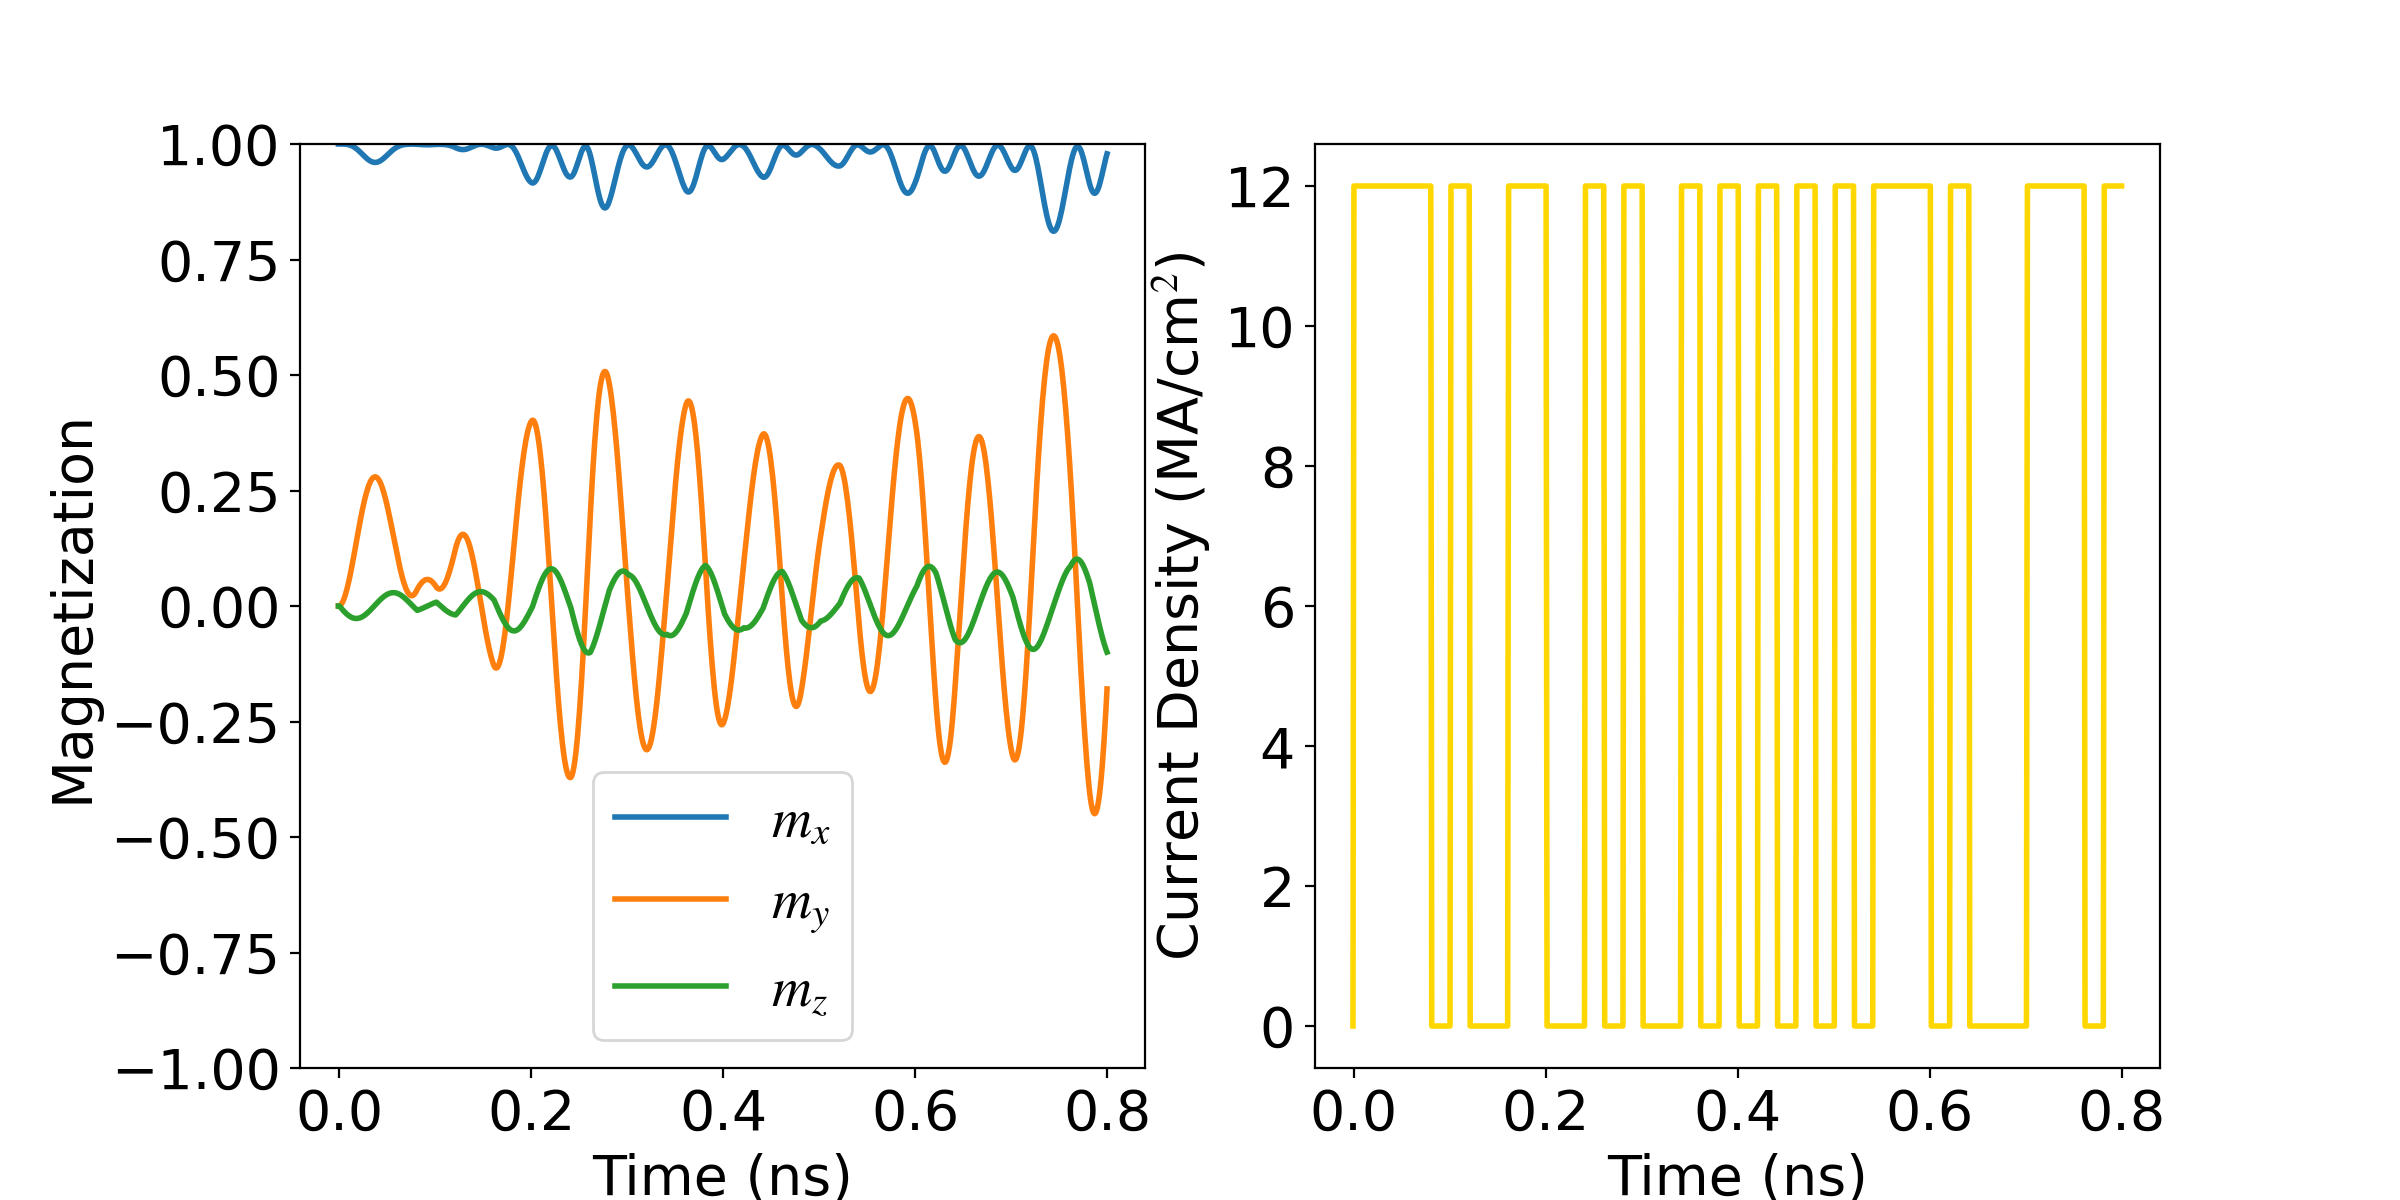 Magnetization
1.00
0.75
0.50
0.25
0.00
−0.25
−0.50
−0.75
−1.00
m_x
m_y
m_z
0.0 0.2 0.4 0.6 0.8
Time (ns)
Current Density (MA/cm²)
12
10
8
6
4
2
0
0.0 0.2 0.4 0.6 0.8
Time (ns)